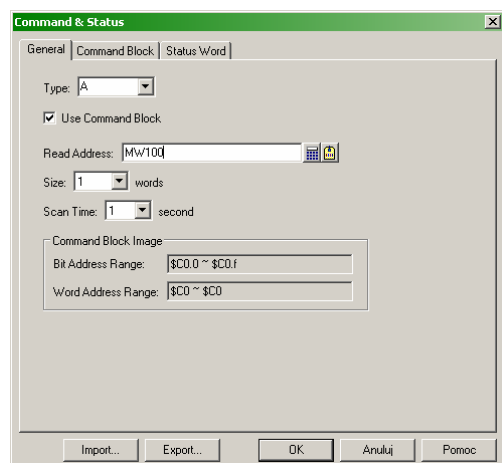 Command & Status
General Command Block Status Word
Type: A
Use Command Block
Read Address: MW100
Size: 1 words
Scan Time: 1 second
Command Block Image
Bit Address Range: $C0.0 ~ $C0.f
Word Address Range: $C0 ~ $C0
Import... Export... OK Anuluj Pomoc